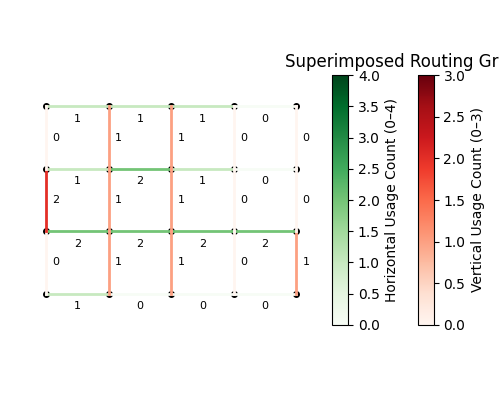 Superimposed Routing Gr
1 1 1 0
0 1 1 0 0
1 2 1 0
2 1 1 0 0
2 2 2 2
0 1 1 0 1
1 0 0 0
4.0
3.5
3.0
2.5
2.0
1.5
1.0
0.5
0.0
Horizontal Usage Count (0–4)
3.0
2.5
2.0
1.5
1.0
0.5
0.0
Vertical Usage Count (0–3)